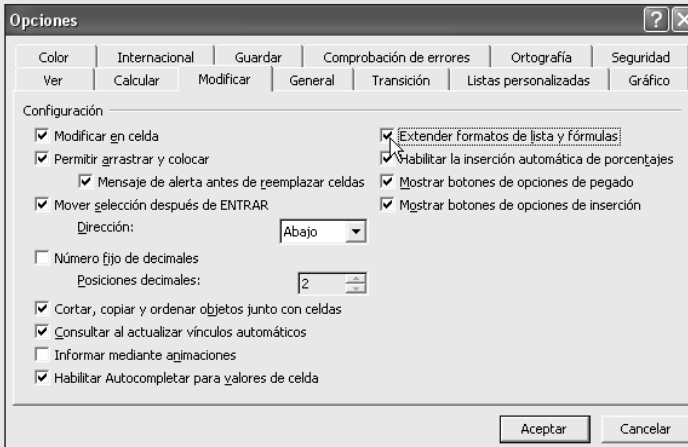 Opciones
Color Internacional Guardar Comprobación de errores Ortografía Seguridad
Ver Calcular Modificar General Transición Listas personalizadas Gráfico
Configuración
Modificar en celda
Permitir arrastrar y colocar
Mensaje de alerta antes de reemplazar celdas
Mover selección después de ENTRAR
Dirección: Abajo
Número fijo de decimales
Posiciones decimales: 2
Cortar, copiar y ordenar objetos junto con celdas
Consultar al actualizar vínculos automáticos
Informar mediante animaciones
Habilitar Autocompletar para valores de celda
Extender formatos de lista y fórmulas
Habilitar la inserción automática de porcentajes
Mostrar botones de opciones de pegado
Mostrar botones de opciones de inserción
Aceptar Cancelar